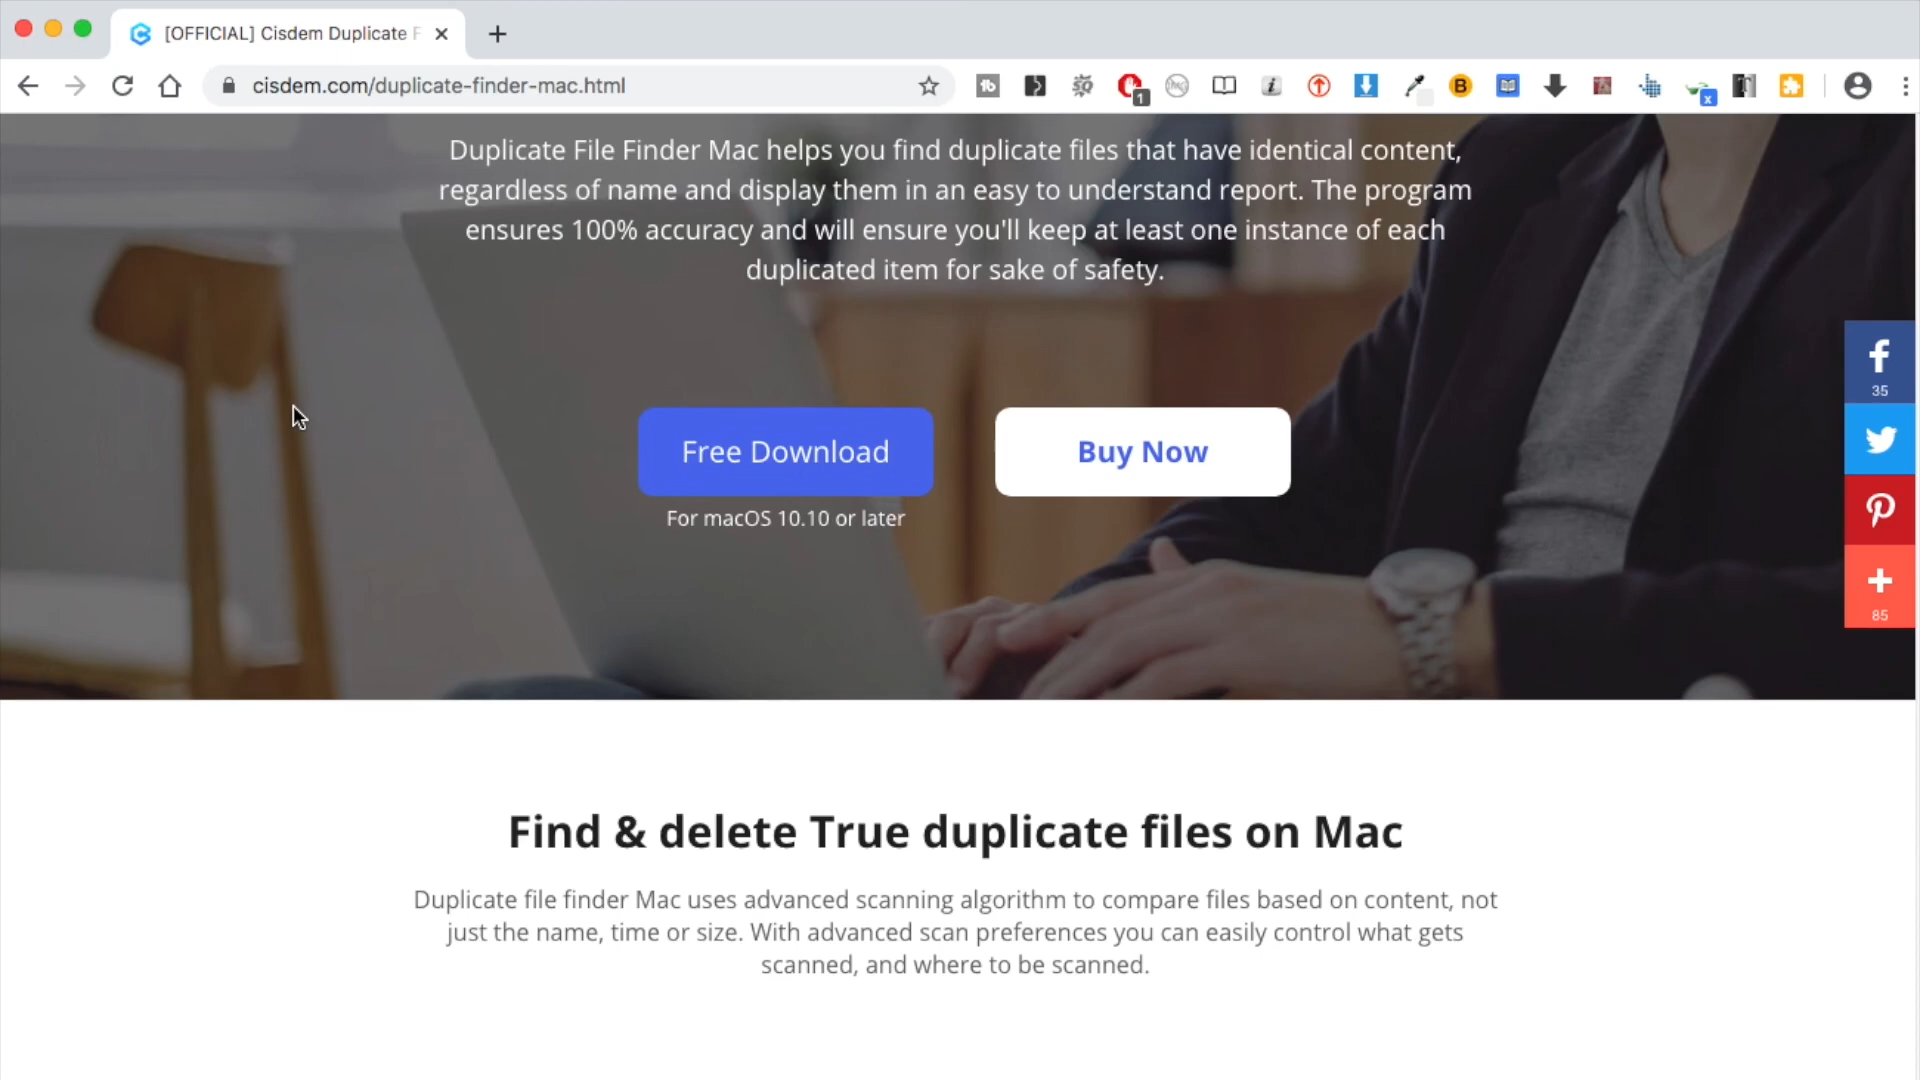 [OFFICIAL] Cisdem Duplicate F
cisdem.com/duplicate-finder-mac.html
1
B
x
Duplicate File Finder Mac helps you find duplicate files that have identical content,
regardless of name and display them in an easy to understand report. The program
ensures 100% accuracy and will ensure you'll keep at least one instance of each
duplicated item for sake of safety.
35
Free Download
Buy Now
For macOS 10.10 or later
85
Find & delete True duplicate files on Mac
Duplicate file finder Mac uses advanced scanning algorithm to compare files based on content, not
just the name, time or size. With advanced scan preferences you can easily control what gets
scanned, and where to be scanned.